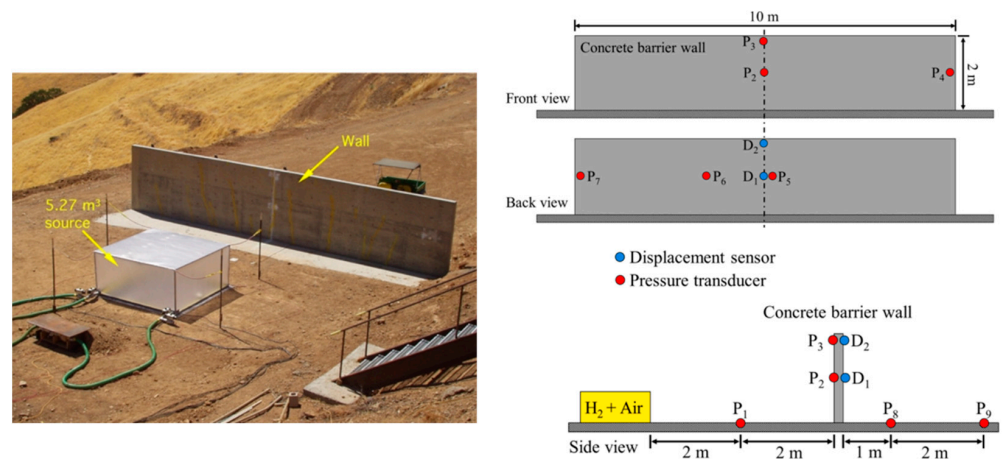 Wall
5.27 m³
source
10 m
Concrete barrier wall
P₃
P₂
P₄
2 m
Front view
D₂
P₇
P₆
D₁
P₅
Back view
Displacement sensor
Pressure transducer
Concrete barrier wall
P₃
D₂
P₂
D₁
H₂ + Air
P₁
P₈
P₉
Side view
2 m
2 m
1 m
2 m